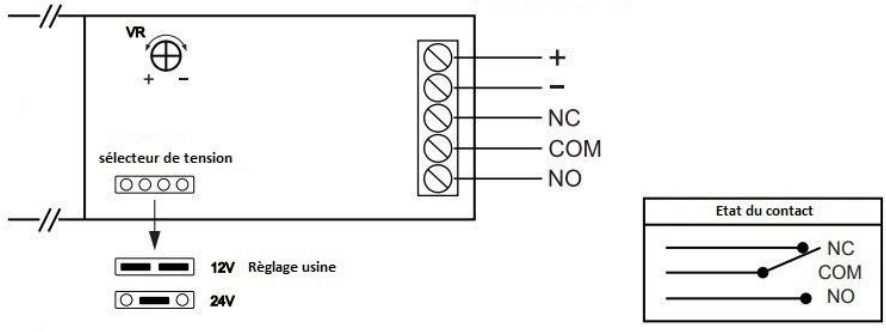 VR
+ -
+
-
NC
COM
NO
sélecteur de tension
12V Règlage usine
24V
Etat du contact
NC
COM
NO